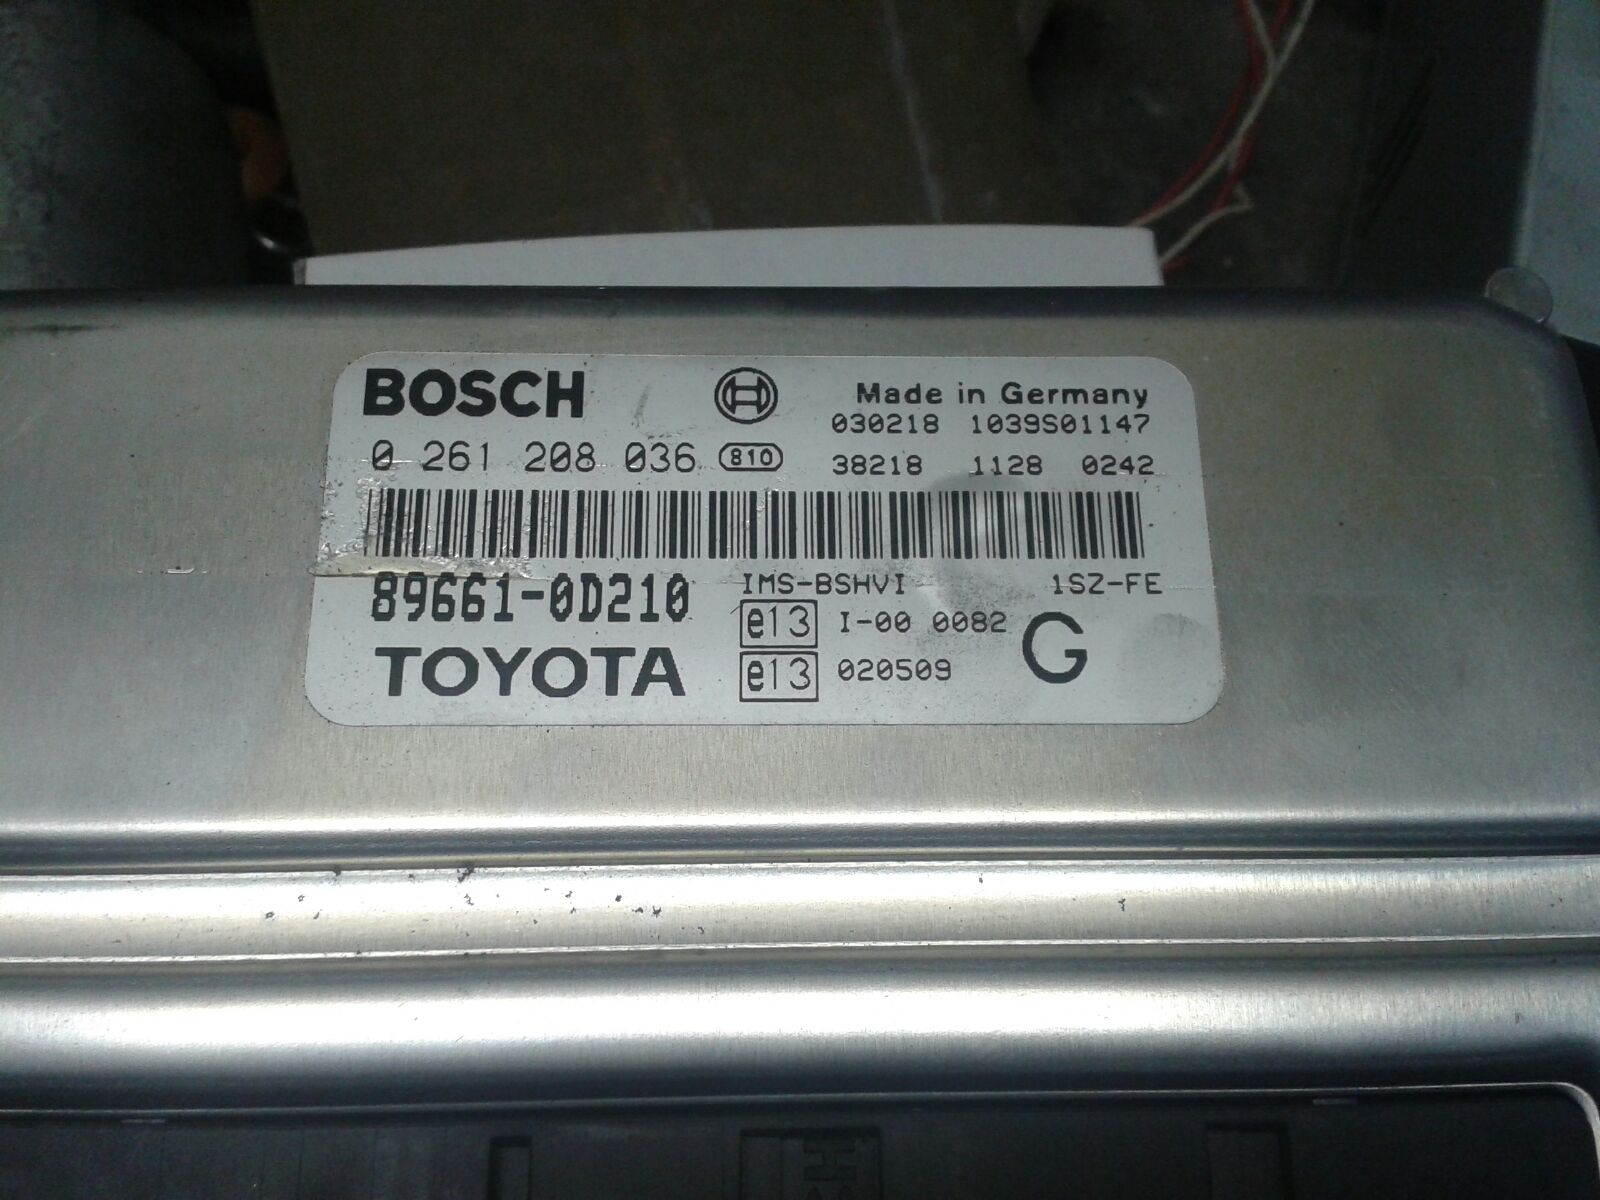 BOSCH
Made in Germany
030218 1039S01147
0 261 208 036 810
38218 1128 0242
89661-0D210
IMS-BSHVI 1SZ-FE
e13 I-00 0082
G
TOYOTA
e13 020509